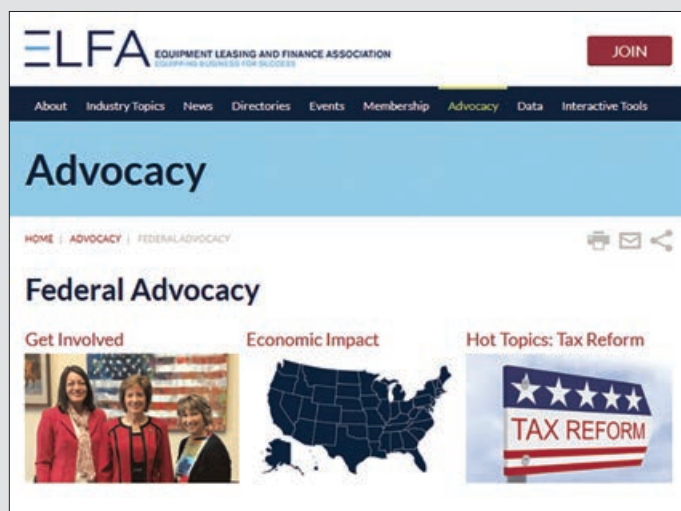 ELFA EQUIPMENT LEASING AND FINANCE ASSOCIATION
EQUIPPING BUSINESS FOR SUCCESS
JOIN
About Industry Topics News Directories Events Membership Advocacy Data Interactive Tools
Advocacy
HOME | ADVOCACY | FEDERAL ADVOCACY
Federal Advocacy
Get Involved Economic Impact Hot Topics: Tax Reform
TAX REFORM